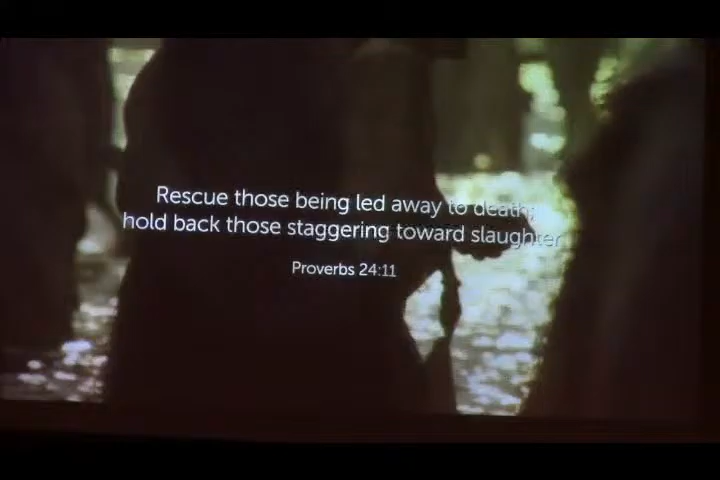 Rescue those being led away to death;
hold back those staggering toward slaughter
Proverbs 24:11